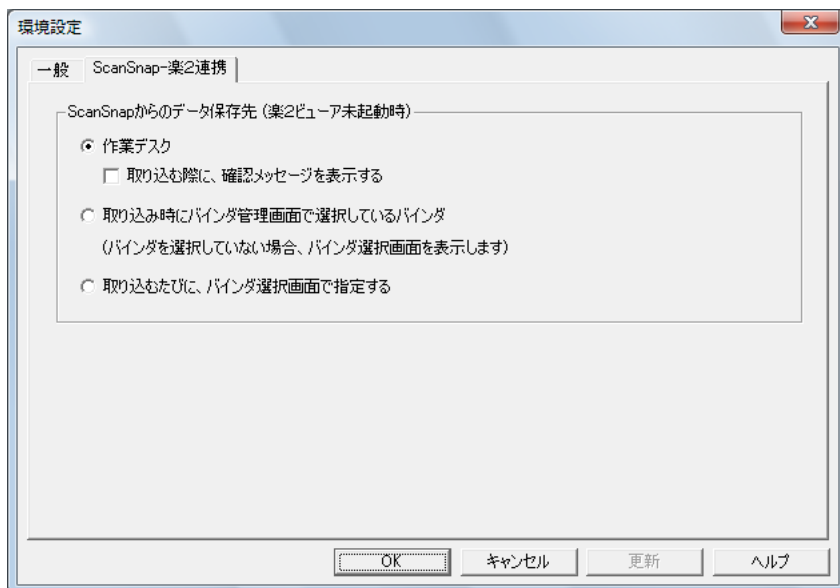 環境設定
一般 ScanSnap-楽2連携
ScanSnapからのデータ保存先(楽2ビューア未起動時)
作業デスク
取り込む際に、確認メッセージを表示する
取り込み時にバインダ管理画面で選択しているバインダ
(バインダを選択していない場合、バインダ選択画面を表示します)
取り込むたびに、バインダ選択画面で指定する
OK キャンセル 更新 ヘルプ